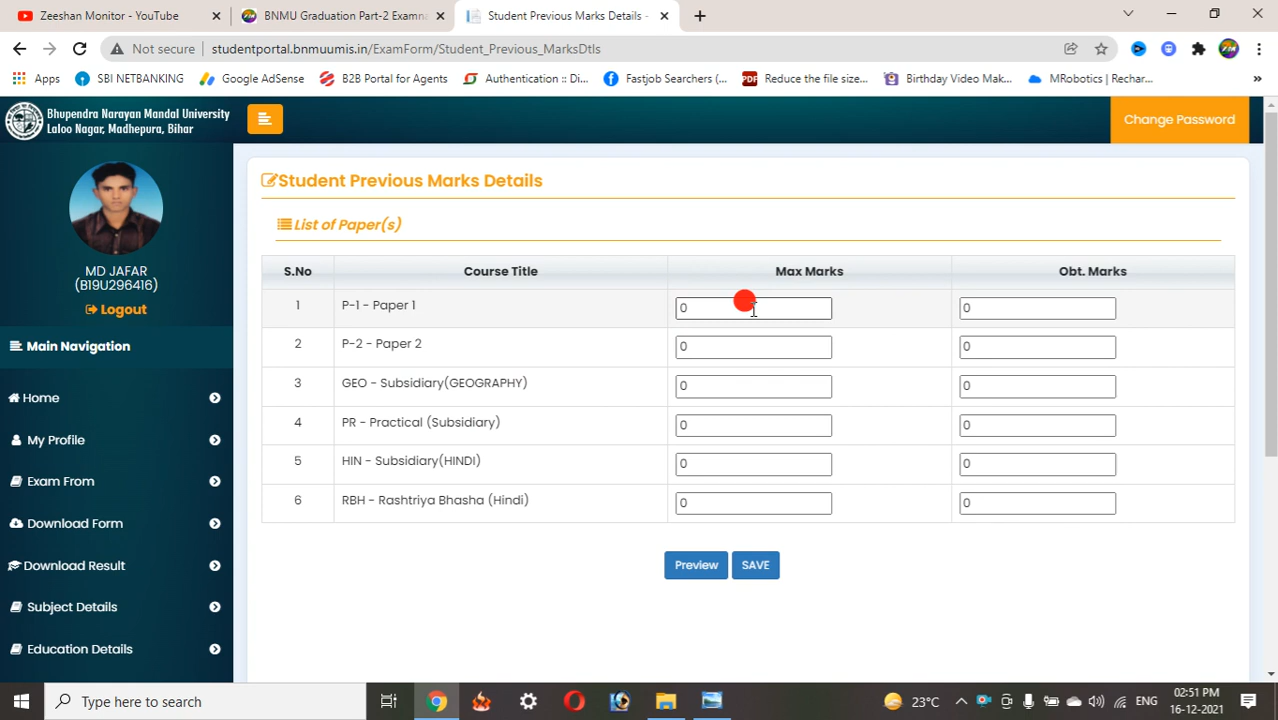 Zeeshan Monitor - YouTube
BNMU Graduation Part-2 Examna
Student Previous Marks Details -
Not secure
studentportal.bnmuumis.in/ExamForm/Student_Previous_MarksDtls
Apps
SBI NETBANKING
Google AdSense
B2B Portal for Agents
Authentication :: Di...
Fastjob Searchers (...
PDF
Reduce the file size...
Birthday Video Mak...
MRobotics | Rechar...
»
Bhupendra Narayan Mandal University
Laloo Nagar, Madhepura, Bihar
Change Password
MD JAFAR
(B19U296416)
Logout
Main Navigation
Home
My Profile
Exam From
Download Form
Download Result
Subject Details
Education Details
Student Previous Marks Details
List of Paper(s)
S.No Course Title Max Marks Obt. Marks
1 P-1 - Paper 1 0 0
2 P-2 - Paper 2 0 0
3 GEO - Subsidiary(GEOGRAPHY) 0 0
4 PR - Practical (Subsidiary) 0 0
5 HIN - Subsidiary(HINDI) 0 0
6 RBH - Rashtriya Bhasha (Hindi) 0 0
Preview SAVE
Type here to search
23°C
ENG
02:51 PM
16-12-2021